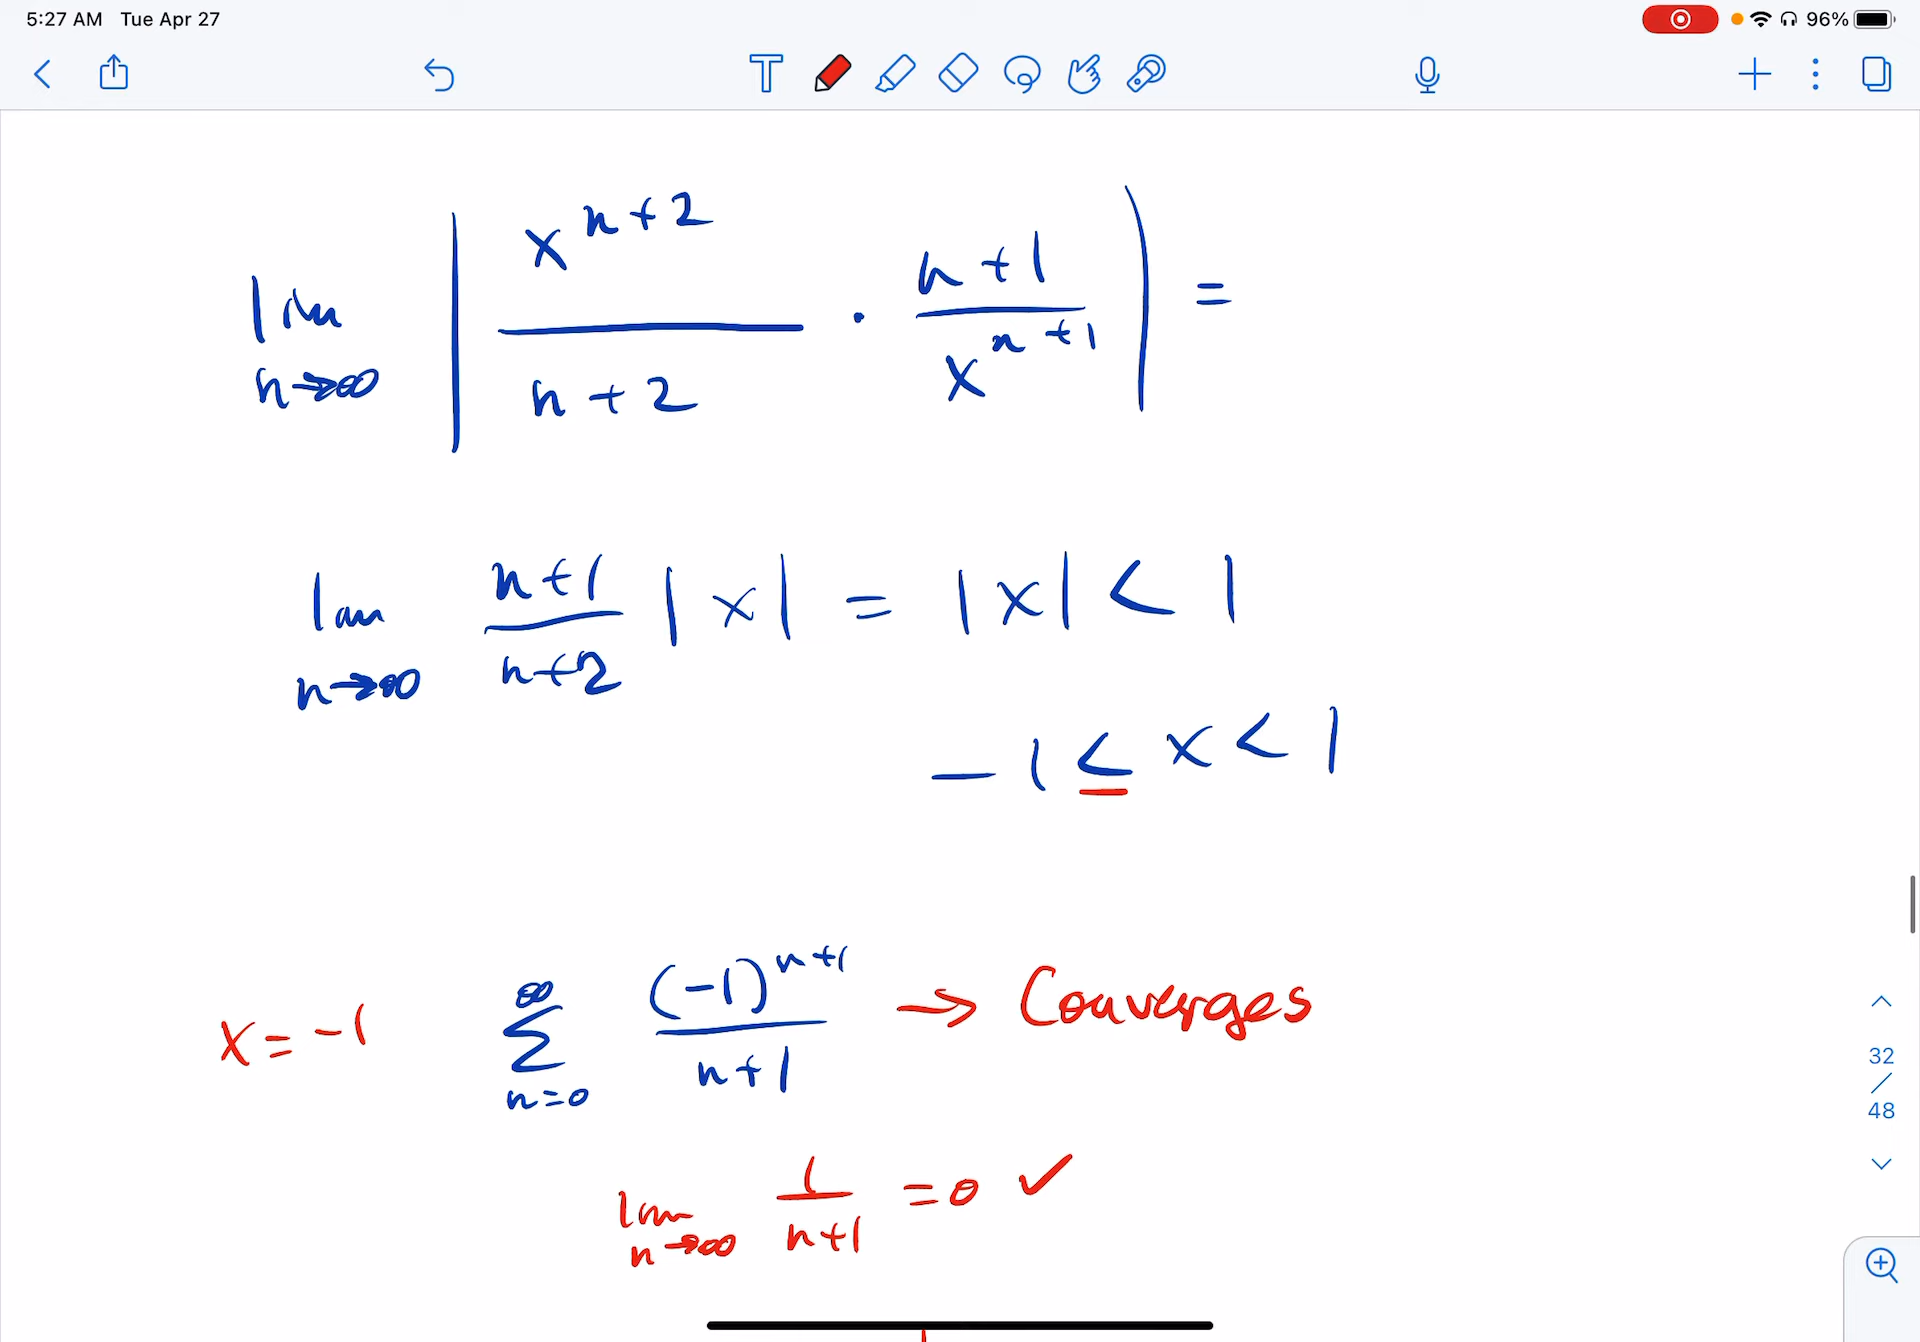 5:27 AM Tue Apr 27 96%
lim n→∞ | x^(n+2) / (n+2) · (n+1) / x^(n+1) | =
lim n→∞ (n+1)/(n+2) |x| = |x| < 1
-1 ≤ x < 1
x = -1 ∑ n=0 ∞ (-1)^(n+1) / (n+1) → Converges
lim n→∞ 1/(n+1) = 0 ✓
32
/
48